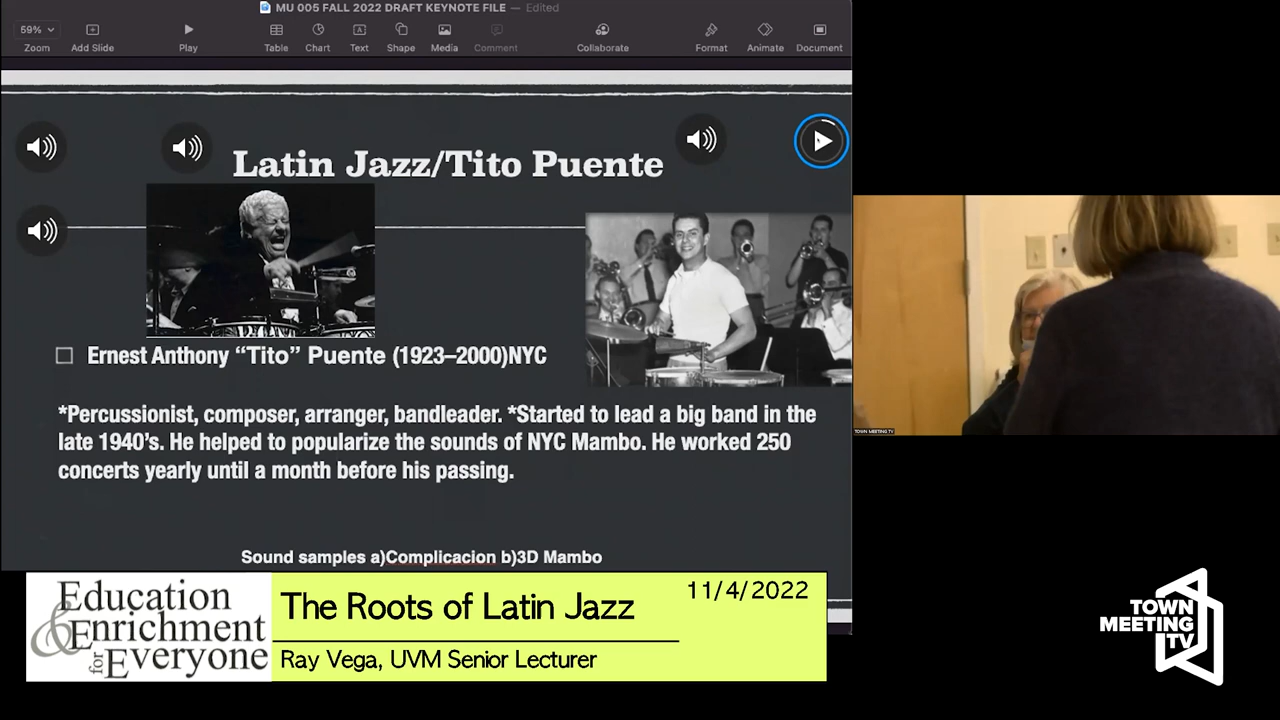 MU 005 FALL 2022 DRAFT KEYNOTE FILE — Edited
59%
Zoom
Add Slide
Play
Table
Chart
Text
Shape
Media
Comment
Collaborate
Format
Animate
Document
Latin Jazz/Tito Puente
Ernest Anthony “Tito” Puente (1923–2000)NYC
*Percussionist, composer, arranger, bandleader. *Started to lead a big band in the
late 1940’s. He helped to popularize the sounds of NYC Mambo. He worked 250
concerts yearly until a month before his passing.
Sound samples a)Complicacion b)3D Mambo
TOWN MEETING TV
Education
& Enrichment
for Everyone
The Roots of Latin Jazz
11/4/2022
Ray Vega, UVM Senior Lecturer
TOWN
MEETING
TV